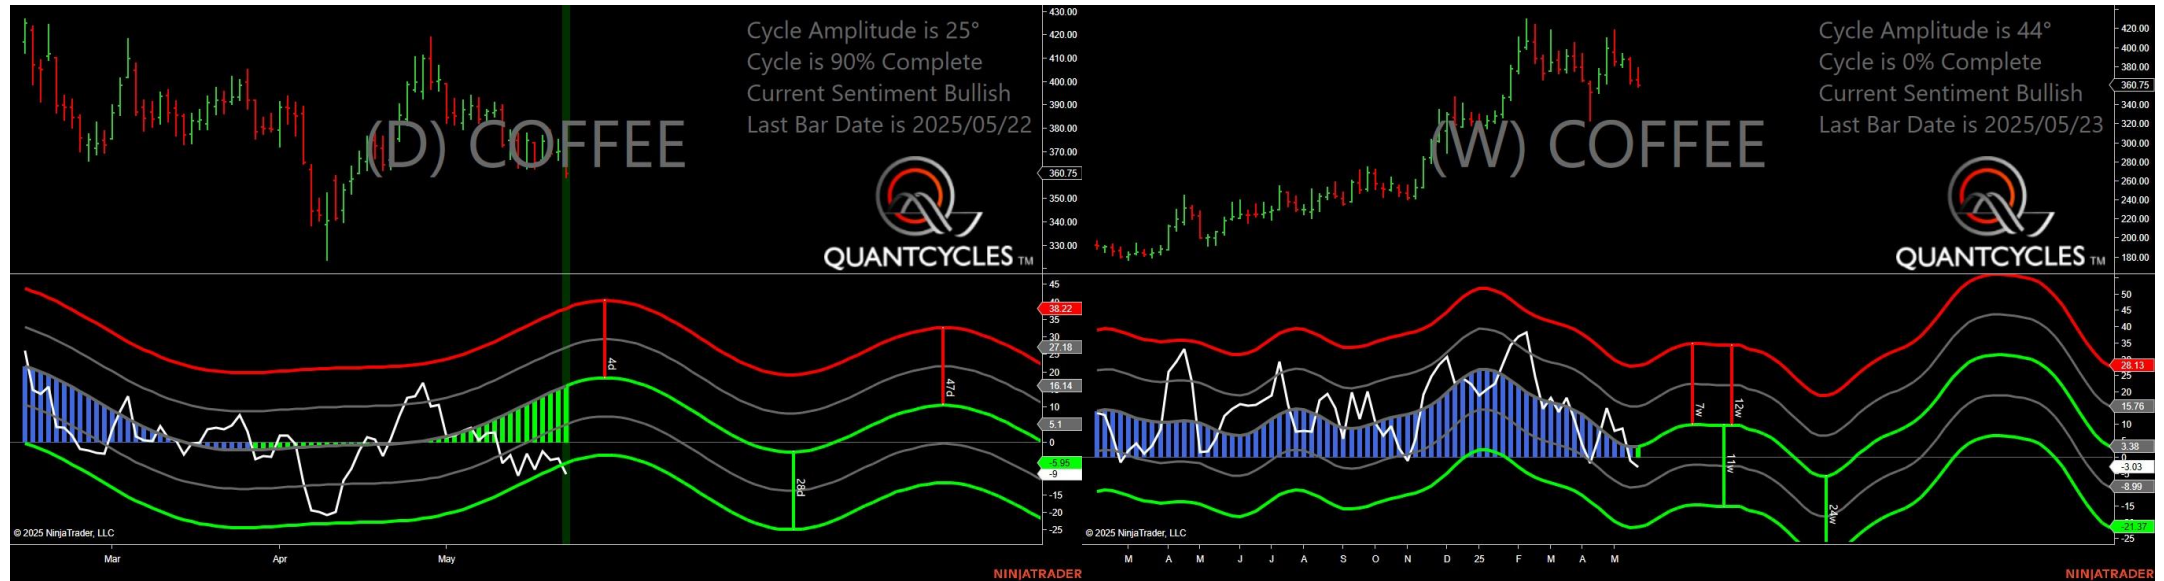 Cycle Amplitude is 25°
Cycle is 90% Complete
Current Sentiment Bullish
Last Bar Date is 2025/05/22
(D) COFFEE
QUANTCYCLES TM
430.00
420.00
410.00
400.00
390.00
380.00
370.00
360.75
350.00
340.00
330.00
45
38.22
35
30
27.18
20
16.14
10
5.1
0
-5.95
-9
-15
-20
-25
4d
28d
47d
© 2025 NinjaTrader, LLC
Mar
Apr
May
NINJATRADER
Cycle Amplitude is 44°
Cycle is 0% Complete
Current Sentiment Bullish
Last Bar Date is 2025/05/23
(W) COFFEE
QUANTCYCLES TM
420.00
400.00
380.00
360.75
340.00
320.00
300.00
280.00
260.00
240.00
220.00
200.00
180.00
50
45
40
35
28.13
25
20
15.76
10
3.38
0
-3.03
-8.99
-15
-21.37
-25
7w
12w
11w
24w
© 2025 NinjaTrader, LLC
M A M J J A S O N D 25 F M A M
NINJATRADER